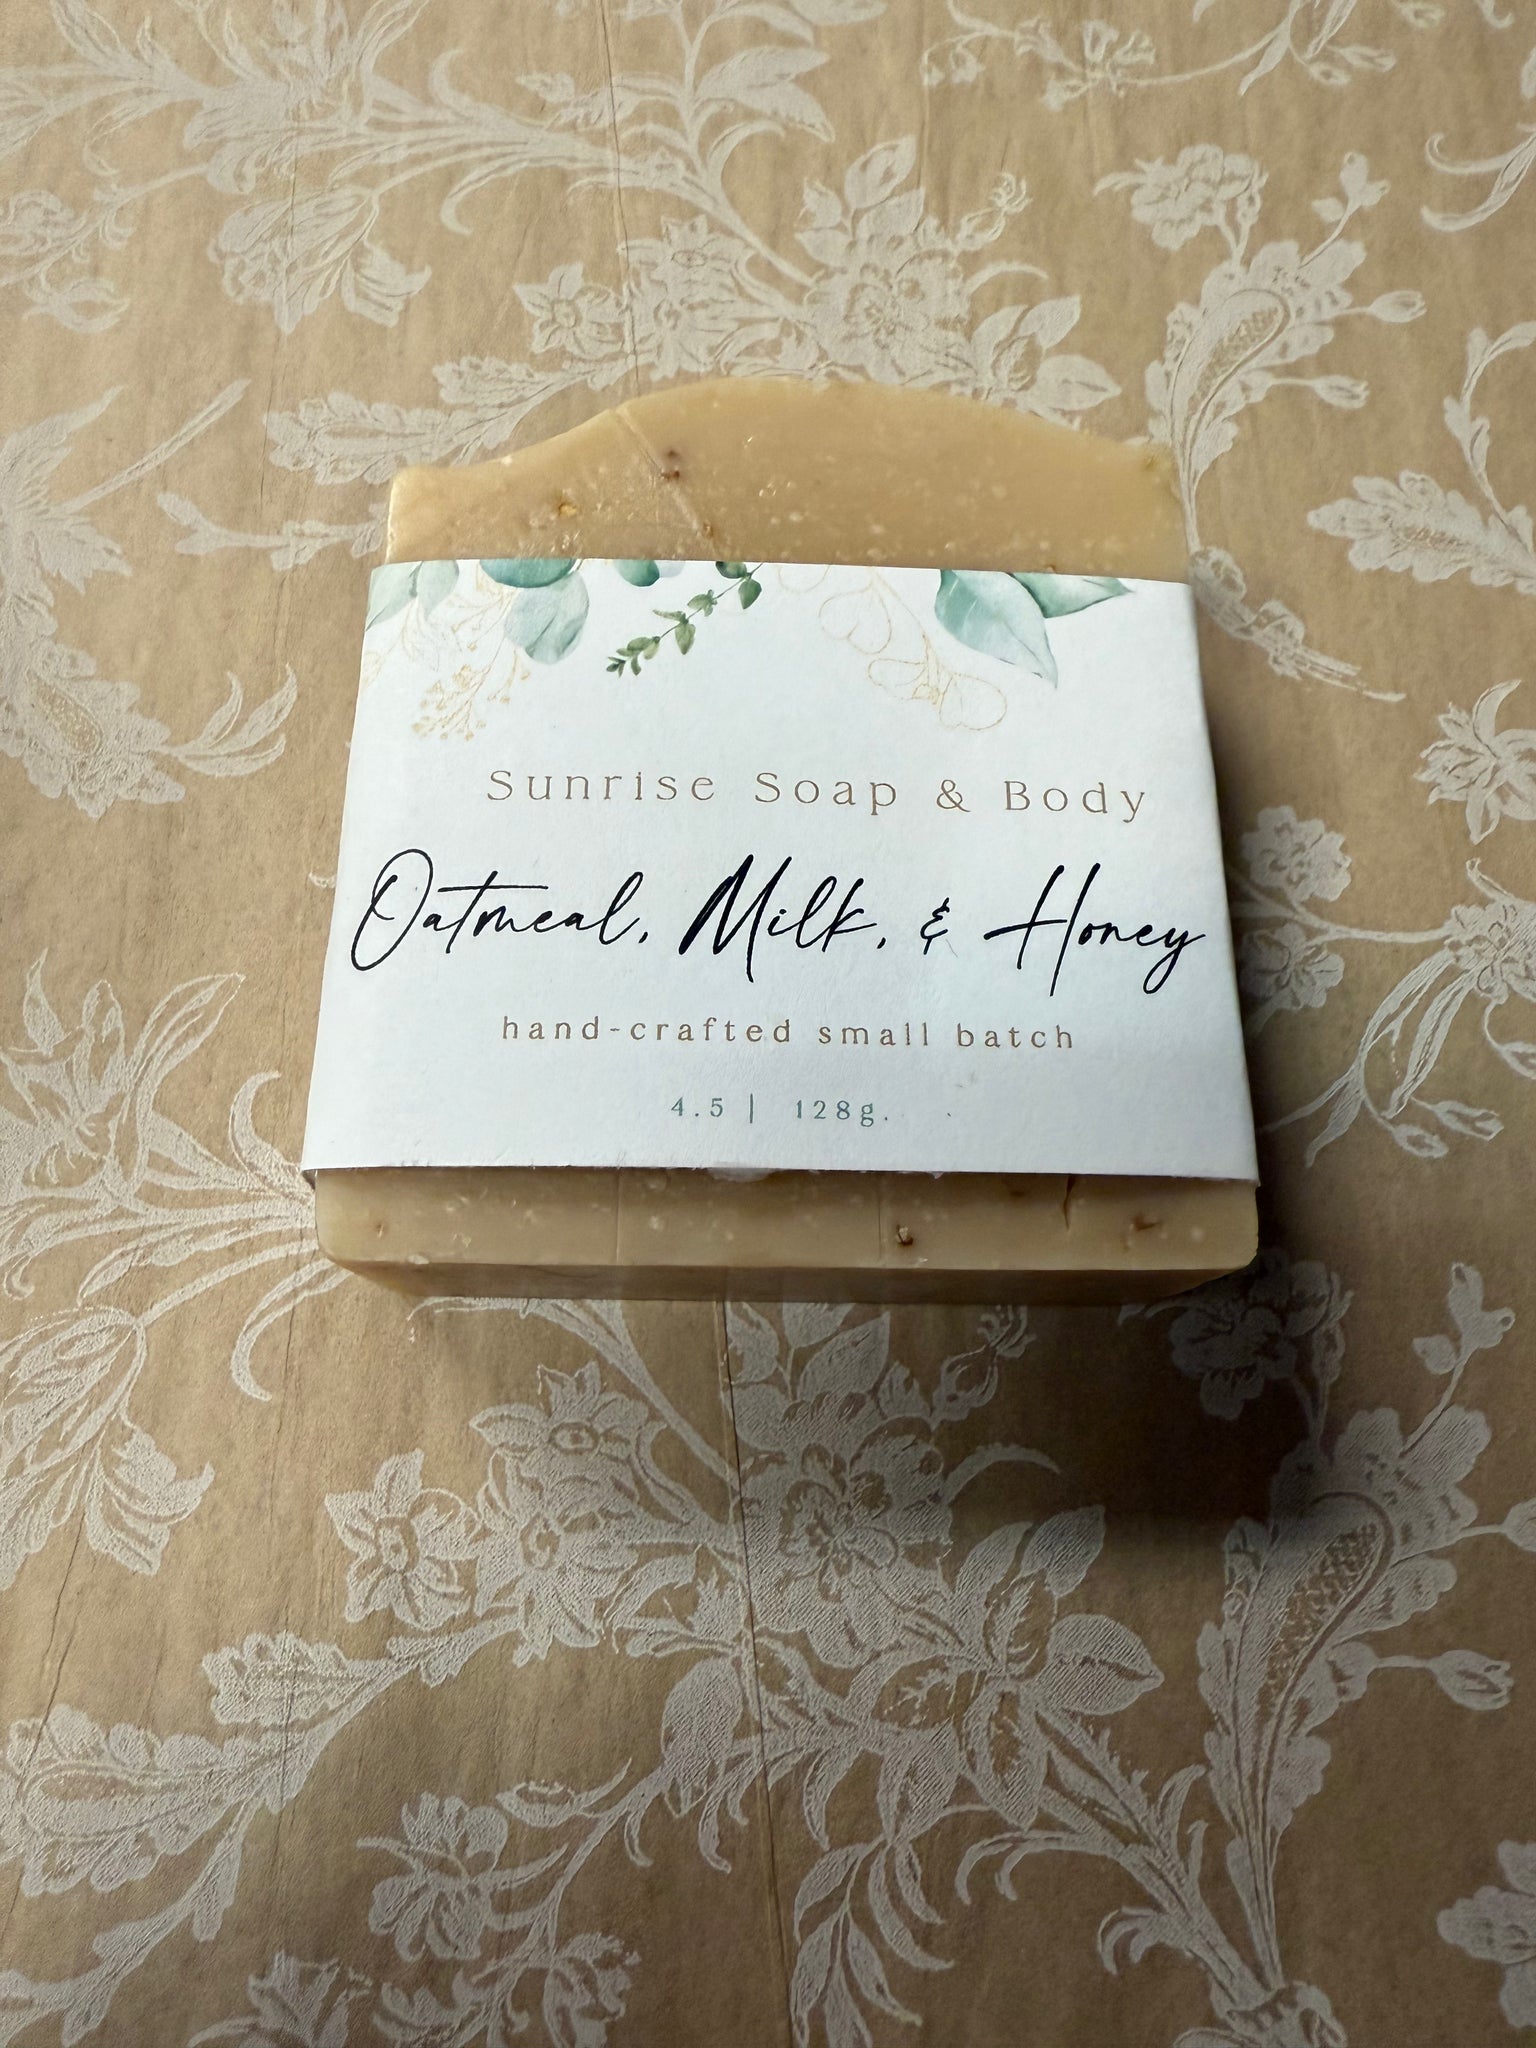 Sunrise Soap & Body
Oatmeal, Milk, & Honey
hand-crafted small batch
4.5 | 128g.